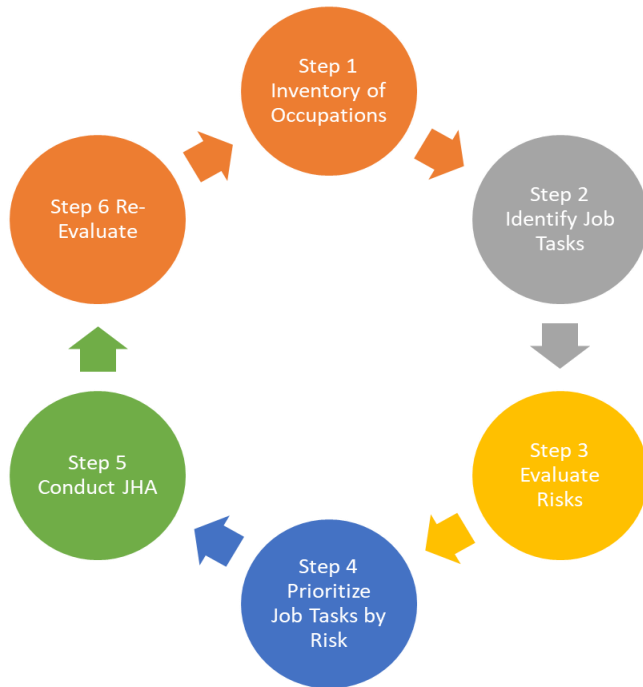 Step 1
Inventory of
Occupations
Step 2
Identify Job
Tasks
Step 3
Evaluate
Risks
Step 4
Prioritize
Job Tasks by
Risk
Step 5
Conduct JHA
Step 6 Re-
Evaluate